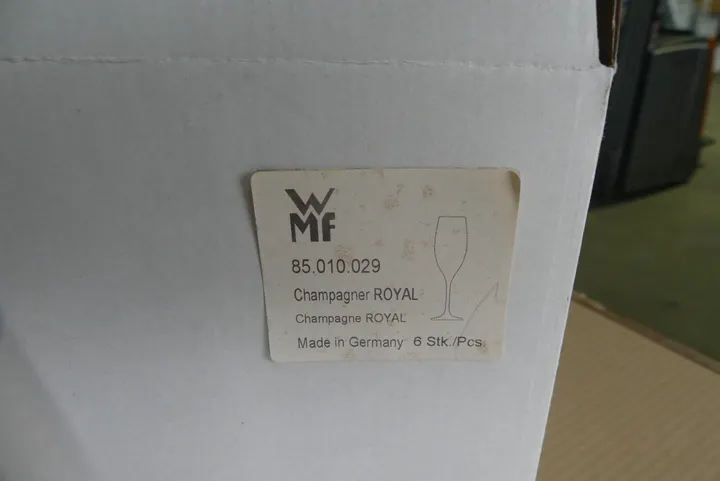 WMF
85.010.029
Champagner ROYAL
Champagne ROYAL
Made in Germany 6 Stk./Pcs.